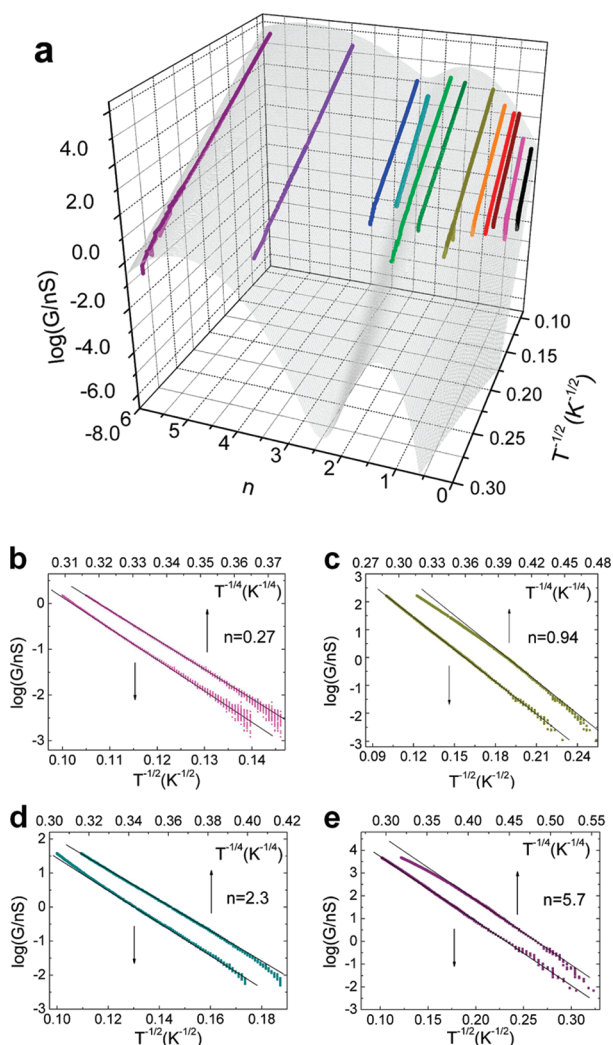 a
4.0
2.0
0.0
-2.0
-4.0
-6.0
-8.0
log(G/nS)
6
5
4
3
2
1
0
n
0.10
0.15
0.20
0.25
0.30
T^-1/2(K^-1/2)
b
0.31 0.32 0.33 0.34 0.35 0.36 0.37
T^-1/4(K^-1/4)
n=0.27
0
-1
-2
-3
log(G/nS)
0.10 0.11 0.12 0.13 0.14
T^-1/2(K^-1/2)
c
0.27 0.30 0.33 0.36 0.39 0.42 0.45 0.48
T^-1/4(K^-1/4)
n=0.94
3
2
1
0
-1
-2
-3
log(G/nS)
0.09 0.12 0.15 0.18 0.21 0.24
T^-1/2(K^-1/2)
d
0.30 0.32 0.34 0.36 0.38 0.40 0.42
T^-1/4(K^-1/4)
n=2.3
2
1
0
-1
-2
-3
log(G/nS)
0.10 0.12 0.14 0.16 0.18
T^-1/2(K^-1/2)
e
0.30 0.35 0.40 0.45 0.50 0.55
T^-1/4(K^-1/4)
n=5.7
5
4
3
2
1
0
-1
-2
-3
log(G/nS)
0.10 0.15 0.20 0.25 0.30
T^-1/2(K^-1/2)